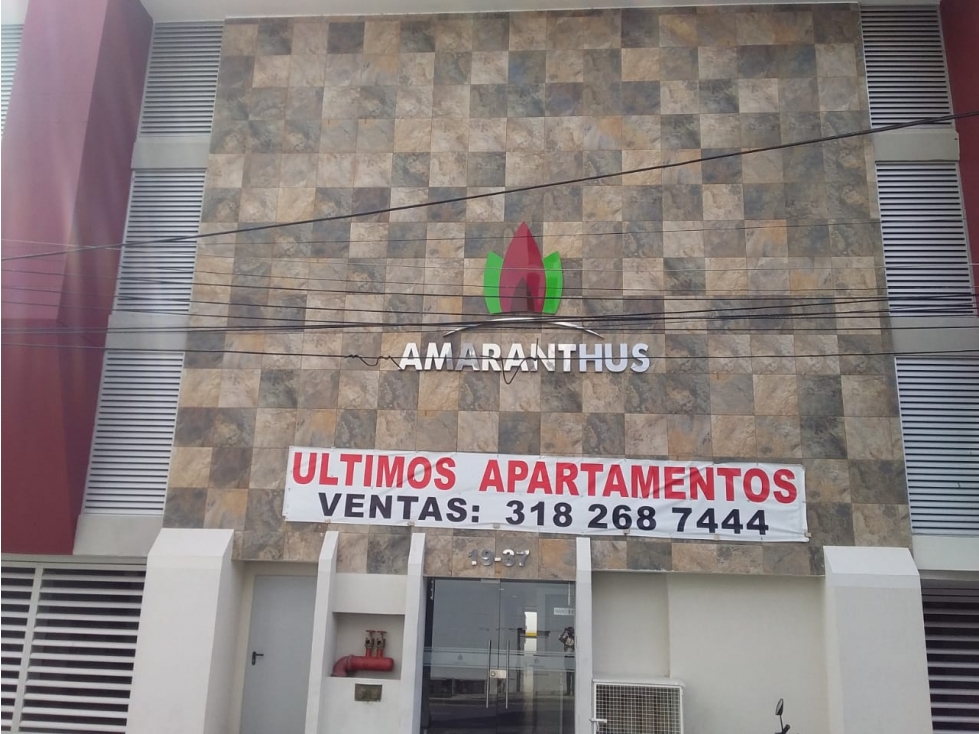 AMARANTHUS
ULTIMOS APARTAMENTOS
VENTAS: 318 268 7444
19-37